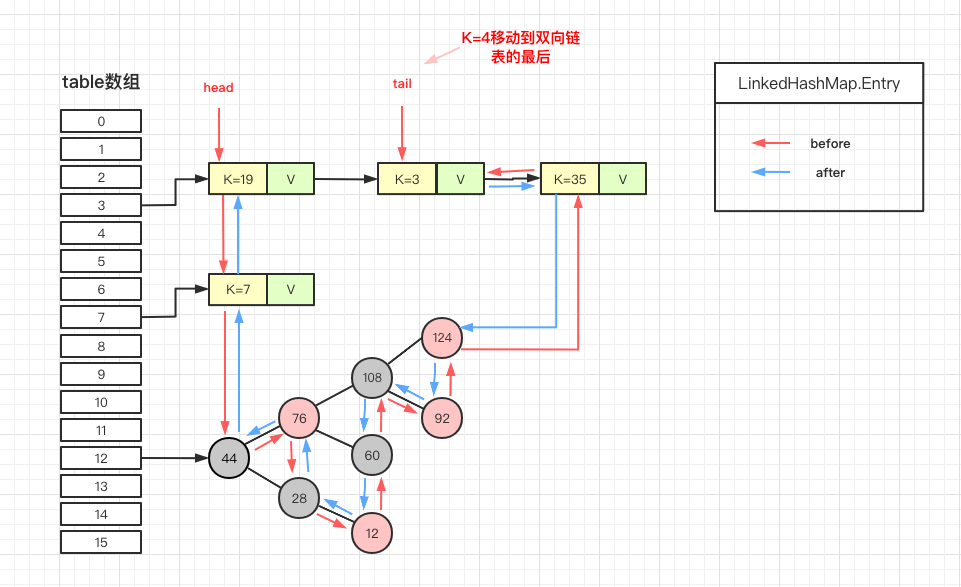 K=4移动到双向链
表的最后
table数组
head
tail
LinkedHashMap.Entry
before
after
0
1
2
3
4
5
6
7
8
9
10
11
12
13
14
15
K=19
V
K=3
V
K=35
V
K=7
V
124
108
76
92
44
60
28
12